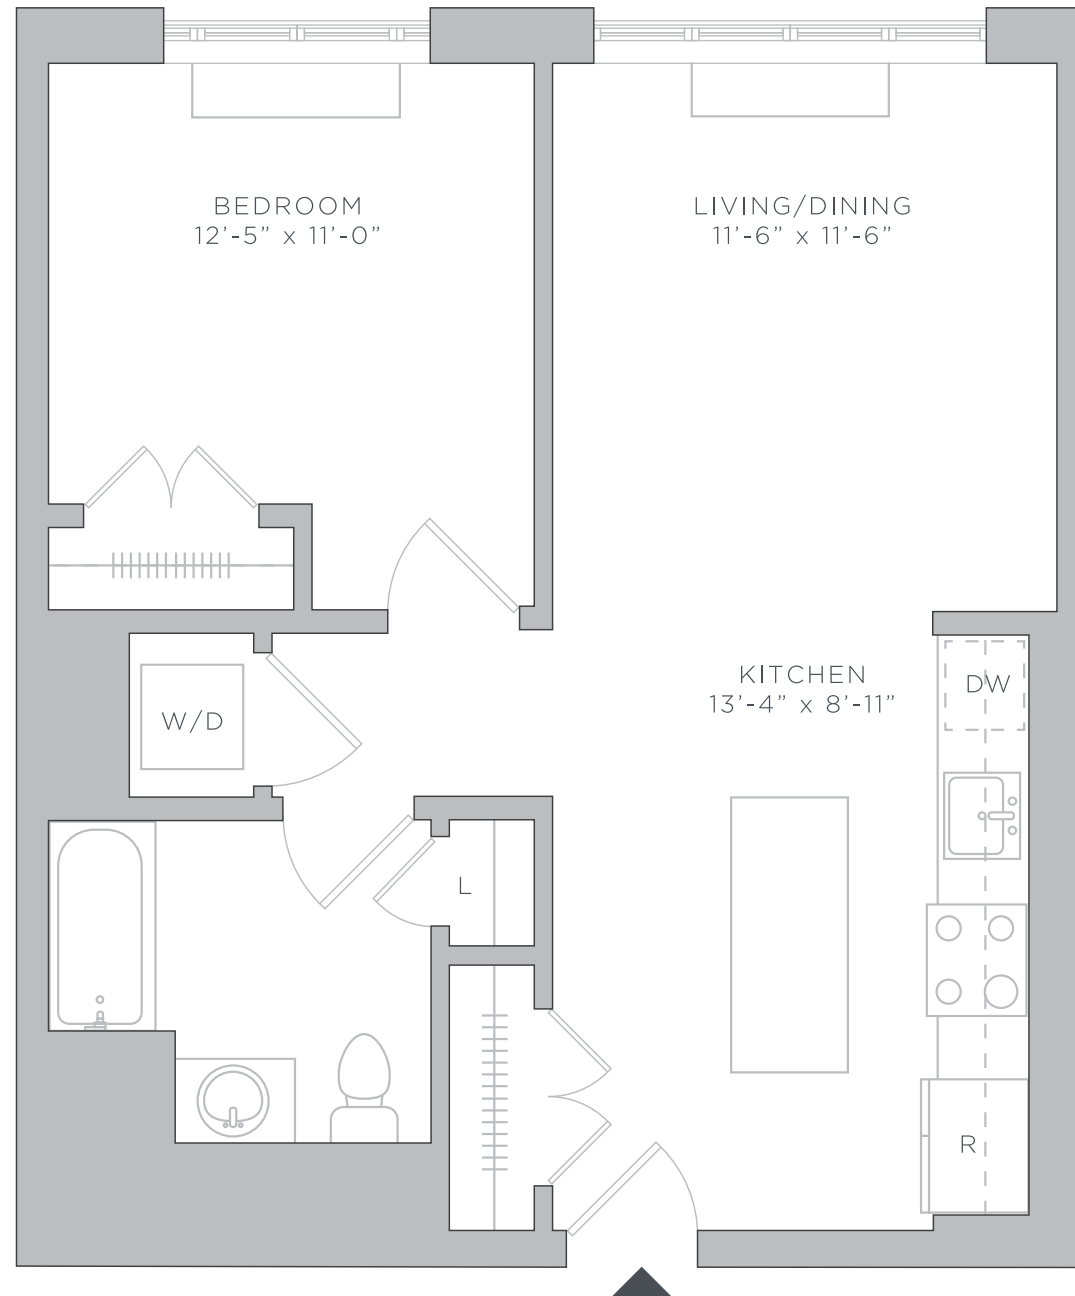 BEDROOM
12’-5” x 11’-0”
LIVING/DINING
11’-6” x 11’-6”
KITCHEN
13’-4” x 8’-11”
DW
W/D
L
R